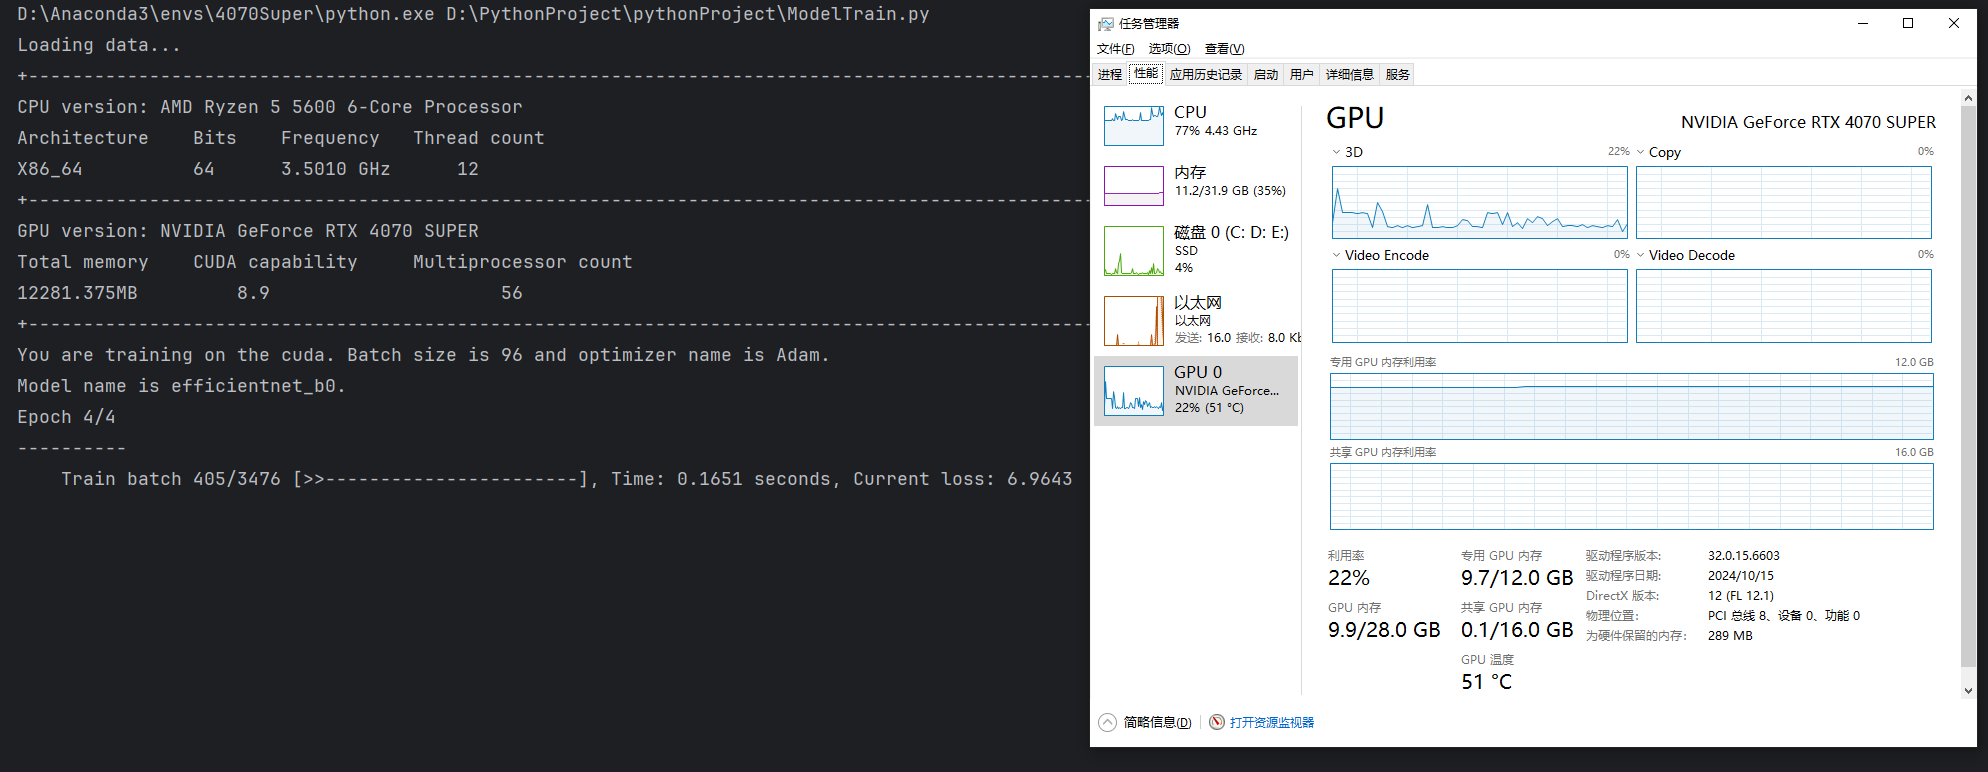 D:\Anaconda3\envs\4070Super\python.exe D:\PythonProject\pythonProject\ModelTrain.py
Loading data...
+-------------------------------------------------------------------------------------------------
CPU version: AMD Ryzen 5 5600 6-Core Processor
Architecture    Bits    Frequency   Thread count
X86_64          64      3.5010 GHz      12
+-------------------------------------------------------------------------------------------------
GPU version: NVIDIA GeForce RTX 4070 SUPER
Total memory    CUDA capability     Multiprocessor count
12281.375MB         8.9                     56
+-------------------------------------------------------------------------------------------------
You are training on the cuda. Batch size is 96 and optimizer name is Adam.
Model name is efficientnet_b0.
Epoch 4/4
----------
Train batch 405/3476 [>>-----------------------], Time: 0.1651 seconds, Current loss: 6.9643
任务管理器
文件(F) 选项(O) 查看(V)
进程 性能 应用历史记录 启动 用户 详细信息 服务
CPU
77% 4.43 GHz
内存
11.2/31.9 GB (35%)
磁盘 0 (C: D: E:)
SSD
4%
以太网
以太网
发送: 16.0 接收: 8.0 Kb
GPU 0
NVIDIA GeForce...
22% (51 °C)
GPU
NVIDIA GeForce RTX 4070 SUPER
3D 22%
Copy 0%
Video Encode 0%
Video Decode 0%
专用 GPU 内存利用率 12.0 GB
共享 GPU 内存利用率 16.0 GB
利用率
22%
专用 GPU 内存
9.7/12.0 GB
GPU 内存
9.9/28.0 GB
共享 GPU 内存
0.1/16.0 GB
GPU 温度
51 °C
驱动程序版本: 32.0.15.6603
驱动程序日期: 2024/10/15
DirectX 版本: 12 (FL 12.1)
物理位置: PCI 总线 8、设备 0、功能 0
为硬件保留的内存: 289 MB
简略信息(D)
打开资源监视器